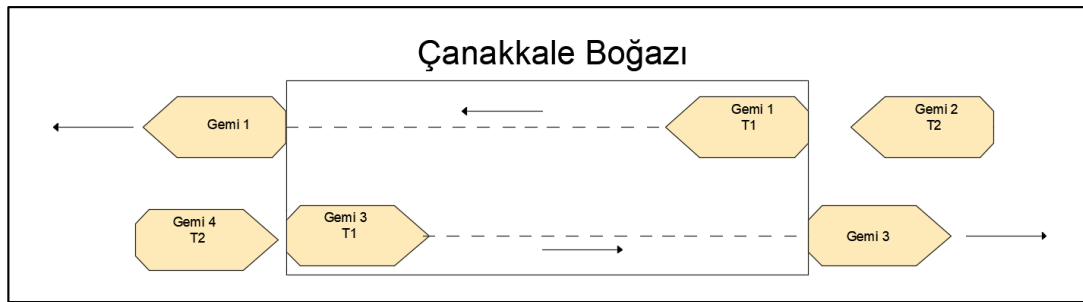 Çanakkale Boğazı
Gemi 1
Gemi 1
T1
Gemi 2
T2
Gemi 4
T2
Gemi 3
T1
Gemi 3